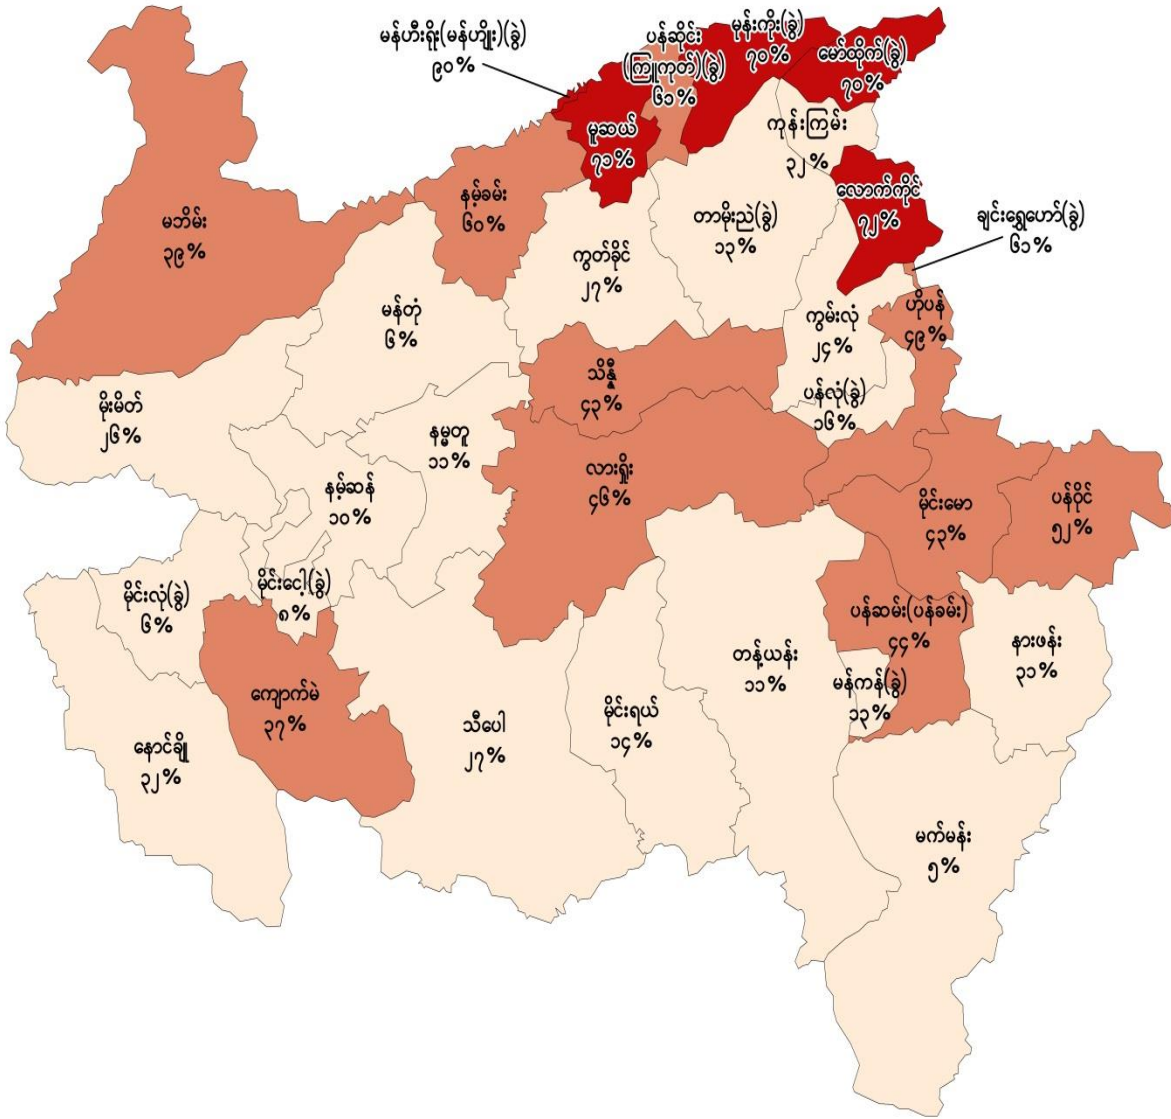 မန်ဟီးရိုး(မန်ဟျိုး)(ခွဲ)
၉၀%
ပန်ဆိုင်း
(ကြူကုတ်)(ခွဲ)
၆၁%
မုန်းကိုး(ခွဲ)
၇၀%
မော်ထိုက်(ခွဲ)
၇၀%
မူဆယ်
၇၁%
ကုန်းကြမ်း
၃၂%
လောက်ကိုင်
၇၂%
ချင်းရွှေဟော်(ခွဲ)
၆၁%
မဘိမ်း
၃၉%
နမ့်ခမ်း
၆၀%
တာမိုးညဲ(ခွဲ)
၁၃%
ကွတ်ခိုင်
၂၇%
မန်တုံ
၆%
ကွမ်းလုံ
၂၄%
ဟိုပန်
၄၉%
သိန္နီ
၄၃%
ပန်လုံ(ခွဲ)
၁၆%
မိုးမိတ်
၂၆%
နမ္မတူ
၁၁%
လားရှိုး
၄၆%
နမ့်ဆန်
၁၀%
မိုင်းမော
၄၃%
ပန်ဝိုင်
၅၂%
မိုင်းလုံ(ခွဲ)
၆%
မိုင်းငေါ့(ခွဲ)
၈%
ပန်ဆမ်း(ပန်ခမ်း)
၄၄%
နားဖန်း
၃၁%
တန့်ယန်း
၁၁%
မန်ကန်(ခွဲ)
၁၃%
ကျောက်မဲ
၃၇%
သီပေါ
၂၇%
မိုင်းရယ်
၁၄%
နောင်ချို
၃၂%
မက်မန်း
၅%